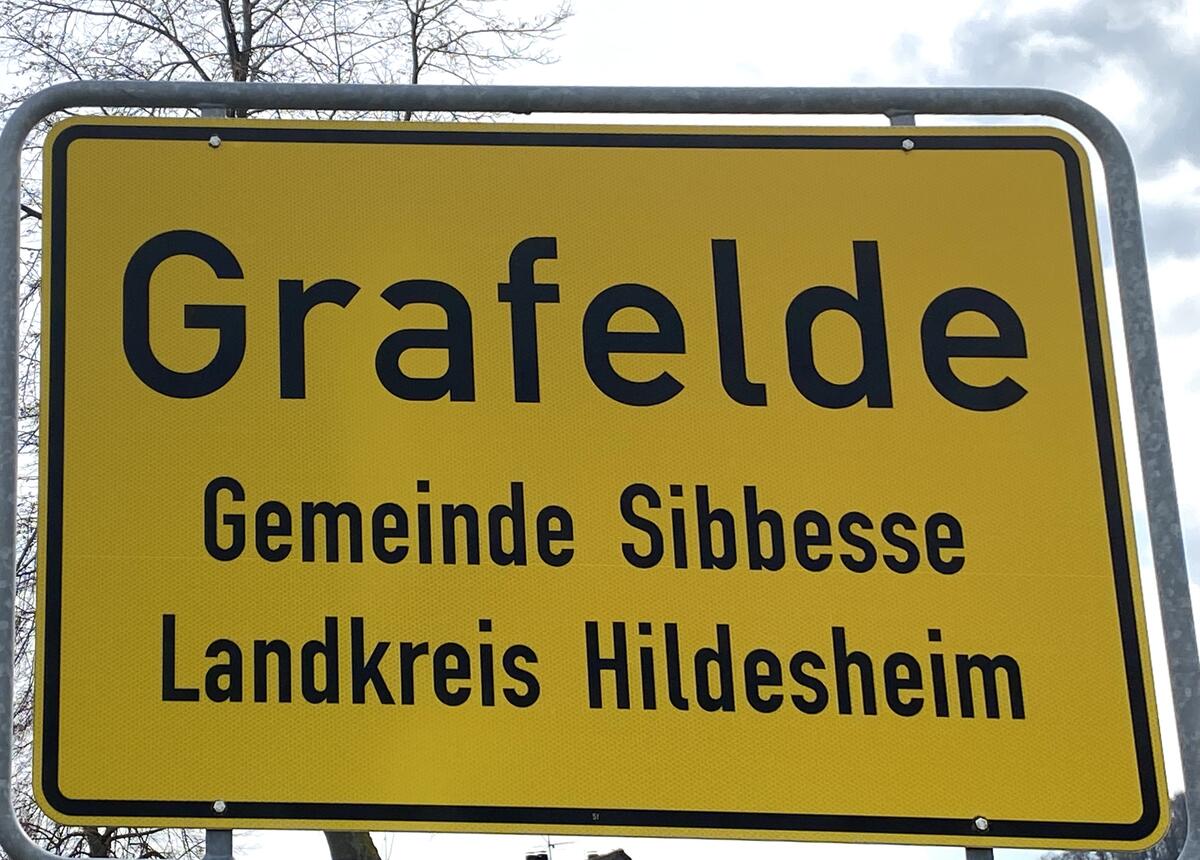 Grafelde
Gemeinde Sibbesse
Landkreis Hildesheim